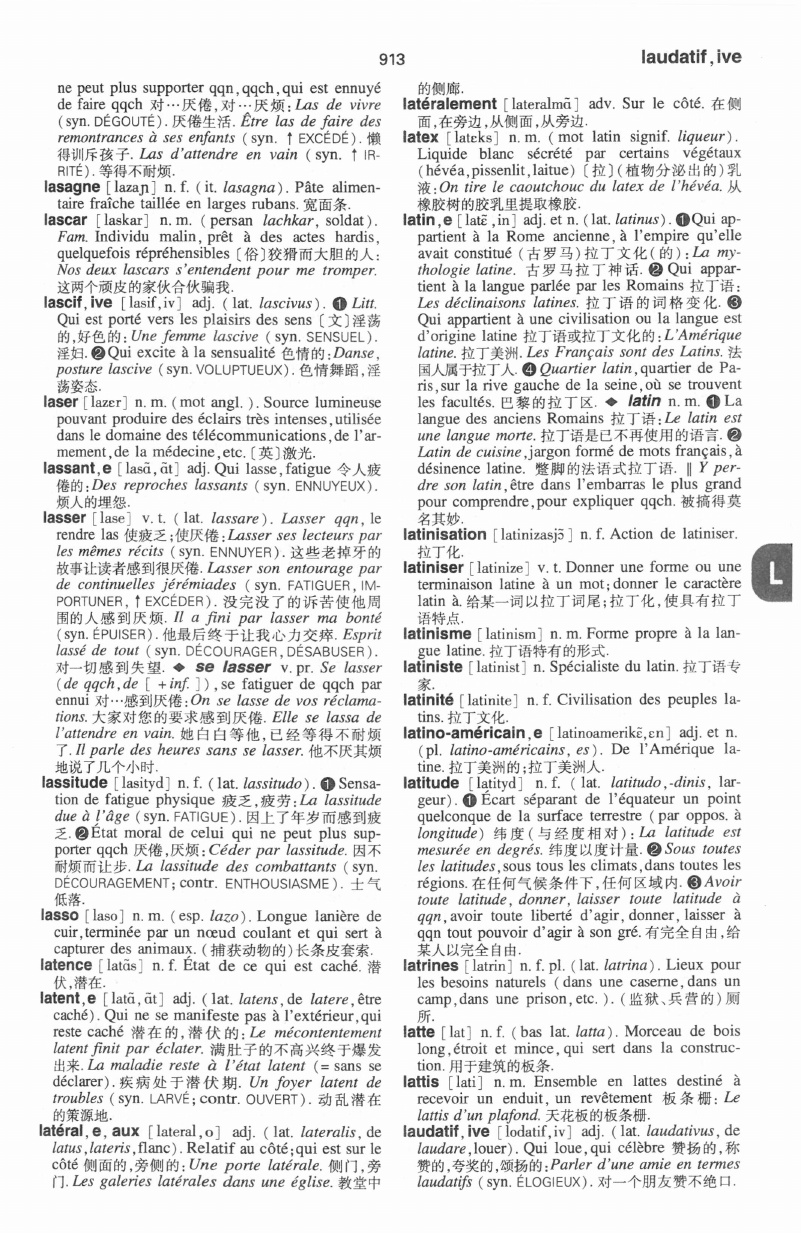 913
laudatif,ive
ne peut plus supporter qqn,qqch,qui est ennuyé
de faire qqch 对…厌倦,对…厌烦:Las de vivre
(syn. DÉGOUTÉ). 厌倦生活. Être las de faire des
remontrances à ses enfants (syn. ↑ EXCÉDÉ). 懒
得训斥孩子. Las d'attendre en vain (syn. ↑ IR-
RITÉ). 等得不耐烦.
lasagne [lazaɲ] n. f. (it. lasagna). Pâte alimen-
taire fraîche taillée en larges rubans. 宽面条.
lascar [laskar] n. m. (persan lachkar, soldat).
Fam. Individu malin, prêt à des actes hardis,
quelquefois répréhensibles [俗]狡猾而大胆的人:
Nos deux lascars s'entendent pour me tromper.
这两个顽皮的家伙合伙骗我.
lascif,ive [lasif,iv] adj. (lat. lascivus). ❶ Litt.
Qui est porté vers les plaisirs des sens [文]淫荡
的,好色的: Une femme lascive (syn. SENSUEL).
淫妇. ❷ Qui excite à la sensualité 色情的:Danse,
posture lascive (syn. VOLUPTUEUX). 色情舞蹈,淫
荡姿态.
laser [lazɛr] n. m. (mot angl.). Source lumineuse
pouvant produire des éclairs très intenses,utilisée
dans le domaine des télécommunications,de l'ar-
mement,de la médecine,etc. [英]激光.
lassant,e [lasɑ̃, ɑ̃t] adj. Qui lasse,fatigue 令人疲
倦的:Des reproches lassants (syn. ENNUYEUX).
烦人的埋怨.
lasser [lase] v. t. (lat. lassare). Lasser qqn, le
rendre las 使疲乏;使厌倦:Lasser ses lecteurs par
les mêmes récits (syn. ENNUYER). 这些老掉牙的
故事让读者感到很厌倦. Lasser son entourage par
de continuelles jérémiades (syn. FATIGUER, IM-
PORTUNER, ↑ EXCÉDER). 没完没了的诉苦使他周
围的人感到厌烦. Il a fini par lasser ma bonté
(syn. ÉPUISER). 他最后终于让我心力交瘁. Esprit
lassé de tout (syn. DÉCOURAGER, DÉSABUSER).
对一切感到失望. ◆ se lasser v. pr. Se lasser
(de qqch,de [+inf.]), se fatiguer de qqch par
ennui 对…感到厌倦:On se lasse de vos réclama-
tions. 大家对您的要求感到厌倦. Elle se lassa de
l'attendre en vain. 她白白等他,已经等得不耐烦
了. Il parle des heures sans se lasser. 他不厌其烦
地说了几个小时.
lassitude [lasityd] n. f. (lat. lassitudo). ❶ Sensa-
tion de fatigue physique 疲乏,疲劳:La lassitude
due à l'âge (syn. FATIGUE). 因上了年岁而感到疲
乏. ❷ État moral de celui qui ne peut plus sup-
porter qqch 厌倦,厌烦:Céder par lassitude. 因不
耐烦而让步. La lassitude des combattants (syn.
DÉCOURAGEMENT; contr. ENTHOUSIASME). 士气
低落.
lasso [laso] n. m. (esp. lazo). Longue lanière de
cuir,terminée par un nœud coulant et qui sert à
capturer des animaux. (捕获动物的)长条皮套索.
latence [latɑ̃s] n. f. État de ce qui est caché. 潜
伏,潜在.
latent,e [latɑ̃, ɑ̃t] adj. (lat. latens, de latere, être
caché). Qui ne se manifeste pas à l'extérieur,qui
reste caché 潜在的,潜伏的: Le mécontentement
latent finit par éclater. 满肚子的不高兴终于爆发
出来. La maladie reste à l'état latent (= sans se
déclarer). 疾病处于潜伏期. Un foyer latent de
troubles (syn. LARVÉ; contr. OUVERT). 动乱潜在
的策源地.
latéral, e, aux [lateral,o] adj. (lat. lateralis, de
latus,lateris,flanc). Relatif au côté;qui est sur le
côté 侧面的,旁侧的: Une porte latérale. 侧门,旁
门. Les galeries latérales dans une église. 教堂中
的侧廊.
latéralement [lateralmɑ̃] adv. Sur le côté. 在侧
面,在旁边,从侧面,从旁边.
latex [latɛks] n. m. (mot latin signif. liqueur).
Liquide blanc sécrété par certains végétaux
(hévéa,pissenlit,laitue) [拉](植物分泌出的)乳
液:On tire le caoutchouc du latex de l'hévéa. 从
橡胶树的胶乳里提取橡胶.
latin,e [latɛ̃,in] adj. et n. (lat. latinus). ❶ Qui ap-
partient à la Rome ancienne, à l'empire qu'elle
avait constitué (古罗马)拉丁文化(的):La my-
thologie latine. 古罗马拉丁神话. ❷ Qui appar-
tient à la langue parlée par les Romains 拉丁语:
Les déclinaisons latines. 拉丁语的词格变化. ❸
Qui appartient à une civilisation ou la langue est
d'origine latine 拉丁语或拉丁文化的:L'Amérique
latine. 拉丁美洲. Les Français sont des Latins. 法
国人属于拉丁人. ❹ Quartier latin,quartier de Pa-
ris,sur la rive gauche de la seine,où se trouvent
les facultés. 巴黎的拉丁区. ◆ latin n. m. ❶ La
langue des anciens Romains 拉丁语:Le latin est
une langue morte. 拉丁语是已不再使用的语言. ❷
Latin de cuisine,jargon formé de mots français,à
désinence latine. 蹩脚的法语式拉丁语. ‖ Y per-
dre son latin,être dans l'embarras le plus grand
pour comprendre,pour expliquer qqch. 被搞得莫
名其妙.
latinisation [latinizasjɔ̃] n. f. Action de latiniser.
拉丁化.
latiniser [latinize] v. t. Donner une forme ou une
terminaison latine à un mot;donner le caractère
latin à. 给某一词以拉丁词尾;拉丁化,使具有拉丁
语特点.
latinisme [latinism] n. m. Forme propre à la lan-
gue latine. 拉丁语特有的形式.
latiniste [latinist] n. Spécialiste du latin. 拉丁语专
家.
latinité [latinite] n. f. Civilisation des peuples la-
tins. 拉丁文化.
latino-américain,e [latinoamerikɛ̃,ɛn] adj. et n.
(pl. latino-américains, es). De l'Amérique la-
tine. 拉丁美洲的;拉丁美洲人.
latitude [latityd] n. f. (lat. latitudo,-dinis, lar-
geur). ❶ Écart séparant de l'équateur un point
quelconque de la surface terrestre (par oppos. à
longitude) 纬度(与经度相对): La latitude est
mesurée en degrés. 纬度以度计量. ❷ Sous toutes
les latitudes,sous tous les climats,dans toutes les
régions. 在任何气候条件下,任何区域内. ❸ Avoir
toute latitude, donner, laisser toute latitude à
qqn,avoir toute liberté d'agir, donner, laisser à
qqn tout pouvoir d'agir à son gré. 有完全自由,给
某人以完全自由.
latrines [latrin] n. f. pl. (lat. latrina). Lieux pour
les besoins naturels (dans une caserne,dans un
camp,dans une prison,etc.). (监狱、兵营的)厕
所.
latte [lat] n. f. (bas lat. latta). Morceau de bois
long,étroit et mince, qui sert dans la construc-
tion. 用于建筑的板条.
lattis [lati] n. m. Ensemble en lattes destiné à
recevoir un enduit, un revêtement 板条栅: Le
lattis d'un plafond. 天花板的板条栅.
laudatif,ive [lodatif,iv] adj. (lat. laudativus, de
laudare,louer). Qui loue,qui célèbre 赞扬的,称
赞的,夸奖的,颂扬的:Parler d'une amie en termes
laudatifs (syn. ÉLOGIEUX). 对一个朋友赞不绝口.
L